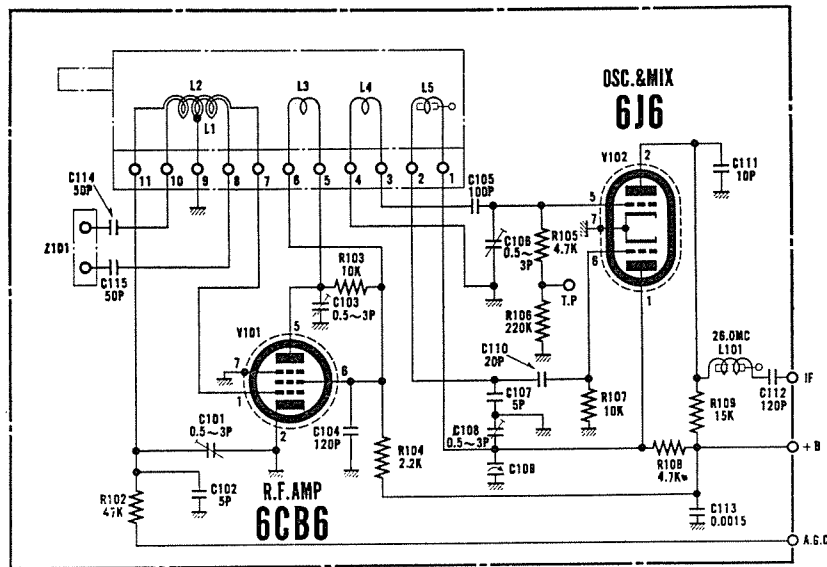 OSC.&MIX
6J6
L2
L3
L4
L5
L1
V102
2
C111
10P
C114
50P
11
10
9
8
7
6
5
4
3
2
1
C105
100P
5
7
6
1
Z101
C115
50P
R103
10K
C103
0.5~3P
C106
0.5~3P
R105
4.7K
T.P
R106
220K
V101
5
7
1
6
2
C110
20P
26.0MC
L101
IF
C112
120P
C107
5P
R107
10K
R109
15K
C101
0.5~3P
C104
120P
R104
2.2K
C108
0.5~3P
C109
R108
4.7K
+B
R102
47K
C102
5P
R.F.AMP
6CB6
C113
0.0015
A.G.C